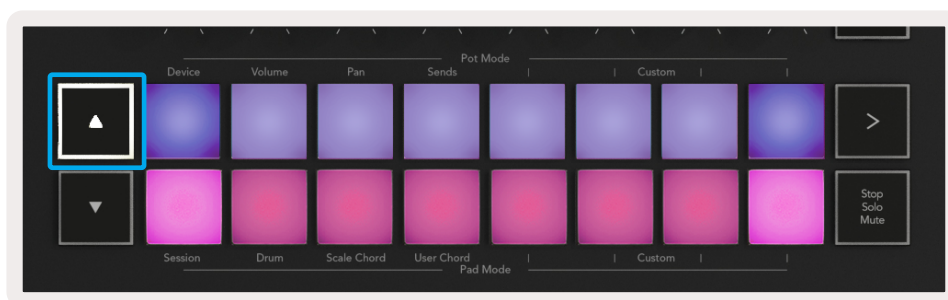 Pot Mode
Device Volume Pan Sends Custom
>
Stop
Solo
Mute
Session Drum Scale Chord User Chord Custom
Pad Mode